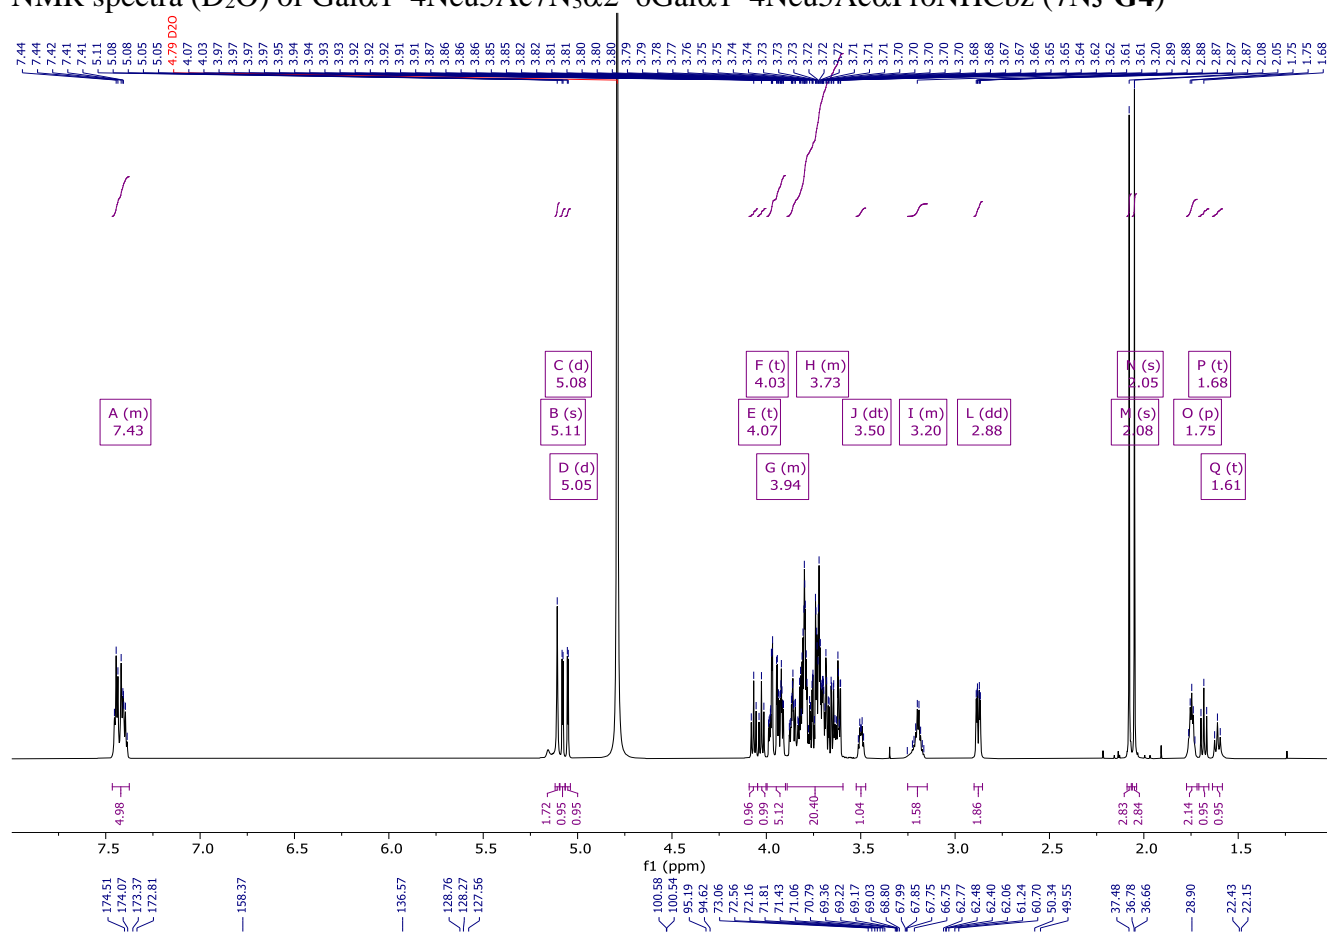 NMR spectra (D₂O) of Galα1 4Neu5Ac7N₃α2 6Galα1 4Neu5AcαProNHCbz (7N₃-G4)
7.44 7.44 7.42 7.41 7.41 5.11 5.08 5.08 5.05 5.05 4.79 D2O 4.07 4.03 3.97 3.97 3.97 3.97 3.95 3.94 3.94 3.93 3.93 3.92 3.92 3.92 3.91 3.91 3.87 3.86 3.86 3.86 3.85 3.85 3.82 3.82 3.81 3.81 3.80 3.80 3.80 3.79 3.79 3.78 3.77 3.76 3.75 3.75 3.74 3.74 3.73 3.73 3.73 3.72 3.72 3.72 3.71 3.71 3.71 3.70 3.70 3.70 3.70 3.70 3.68 3.68 3.67 3.67 3.66 3.65 3.65 3.64 3.62 3.62 3.61 3.61 3.20 2.89 2.88 2.88 2.87 2.87 2.87 2.08 2.05 1.75 1.75 1.68
C (d)
5.08
F (t)
4.03
H (m)
3.73
N (s)
2.05
P (t)
1.68
A (m)
7.43
B (s)
5.11
E (t)
4.07
J (dt)
3.50
I (m)
3.20
L (dd)
2.88
M (s)
2.08
O (p)
1.75
D (d)
5.05
G (m)
3.94
Q (t)
1.61
4.98 1.72 0.95 0.95 0.96 0.99 5.12 20.40 1.04 1.58 1.86 2.83 2.84 2.14 0.95 0.95
7.5 7.0 6.5 6.0 5.5 5.0 4.5 4.0 3.5 3.0 2.5 2.0 1.5
f1 (ppm)
174.51 174.07 173.37 172.81 158.37 136.57 128.76 128.27 127.56 100.58 100.54 95.19 94.62 73.06 72.56 72.16 71.81 71.43 71.06 70.79 69.36 69.22 69.17 69.03 68.80 67.99 67.85 67.75 66.75 62.77 62.48 62.40 62.06 61.24 60.70 50.34 49.55 37.48 36.78 36.66 28.90 22.43 22.15